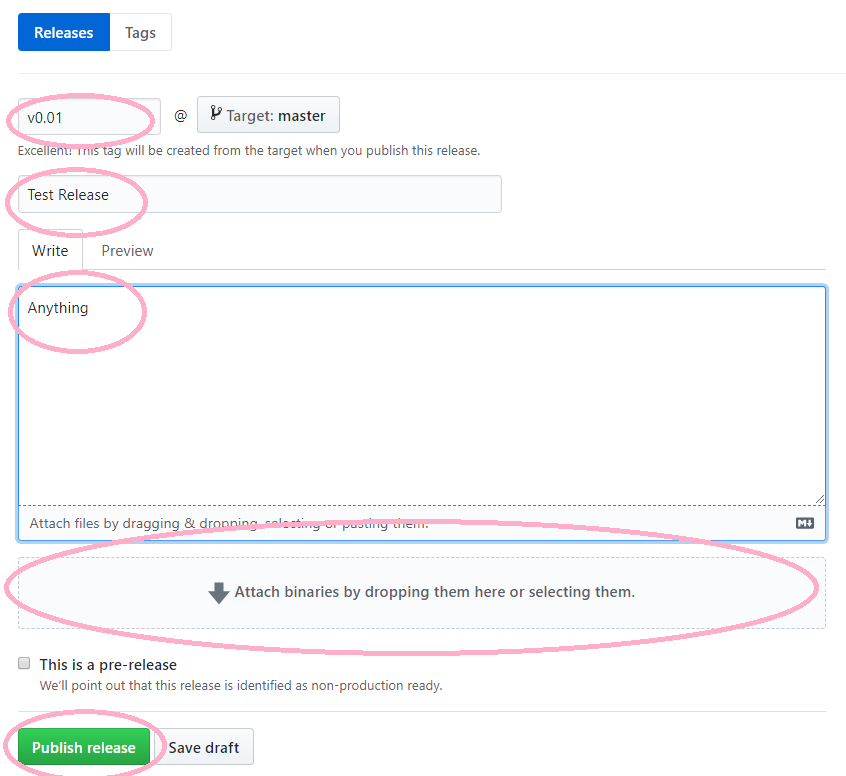 Releases Tags
v0.01 @ Target: master
Excellent! This tag will be created from the target when you publish this release.
Test Release
Write Preview
Anything
Attach files by dragging & dropping, selecting or pasting them.
Attach binaries by dropping them here or selecting them.
This is a pre-release
We’ll point out that this release is identified as non-production ready.
Publish release Save draft